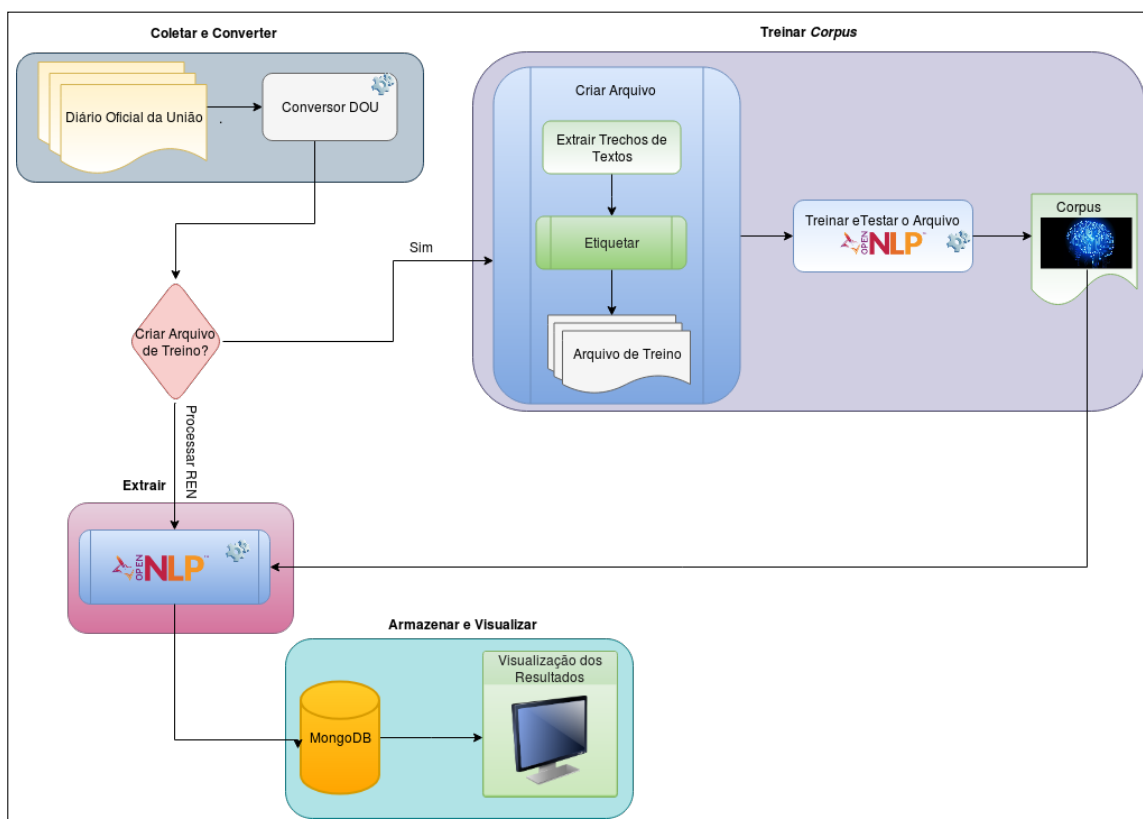 Coletar e Converter
Diário Oficial da União
.
Conversor DOU
Treinar Corpus
Criar Arquivo
Extrair Trechos de
Textos
Etiquetar
Arquivo de Treino
Treinar eTestar o Arquivo
OPEN NLP™
Corpus
Sim
Criar Arquivo
de Treino?
Processar REN
Extrair
OPEN NLP™
Armazenar e Visualizar
MongoDB
Visualização dos
Resultados